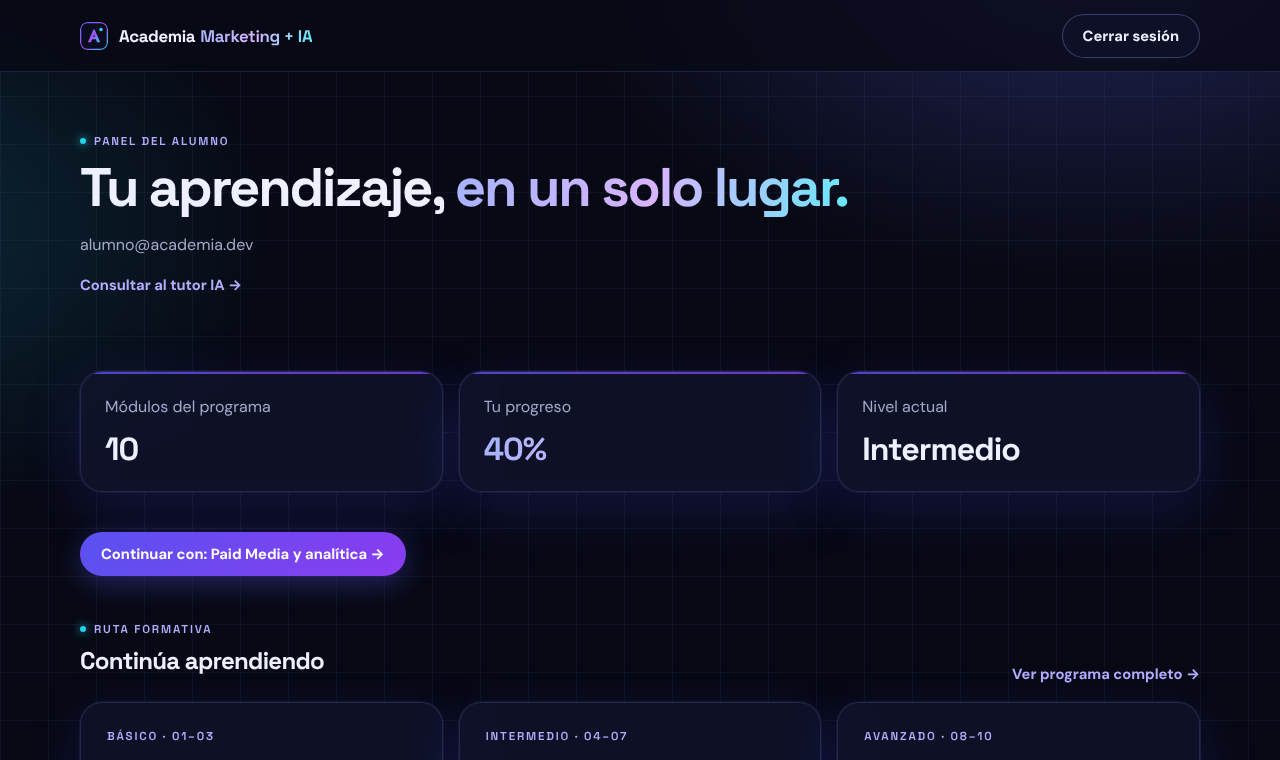 Academia Marketing + IA
Cerrar sesión
PANEL DEL ALUMNO
Tu aprendizaje, en un solo lugar.
alumno@academia.dev
Consultar al tutor IA →
Módulos del programa
10
Tu progreso
40%
Nivel actual
Intermedio
Continuar con: Paid Media y analítica →
RUTA FORMATIVA
Continúa aprendiendo
Ver programa completo →
BÁSICO · 01–03
INTERMEDIO · 04–07
AVANZADO · 08–10